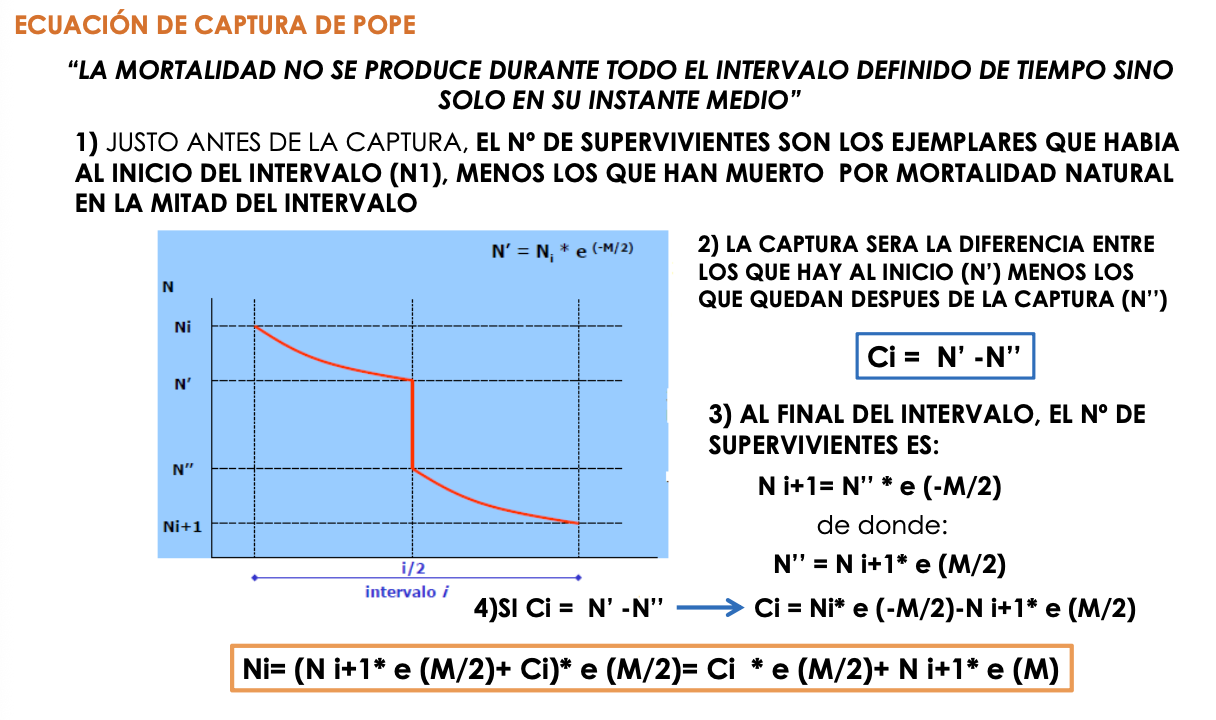 ECUACIÓN DE CAPTURA DE POPE
“LA MORTALIDAD NO SE PRODUCE DURANTE TODO EL INTERVALO DEFINIDO DE TIEMPO SINO
SOLO EN SU INSTANTE MEDIO”
1) JUSTO ANTES DE LA CAPTURA, EL Nº DE SUPERVIVIENTES SON LOS EJEMPLARES QUE HABIA
AL INICIO DEL INTERVALO (N1), MENOS LOS QUE HAN MUERTO POR MORTALIDAD NATURAL
EN LA MITAD DEL INTERVALO
N’ = Ni * e (-M/2)
N
Ni
N’
N’’
Ni+1
i/2
intervalo i
2) LA CAPTURA SERA LA DIFERENCIA ENTRE
LOS QUE HAY AL INICIO (N’) MENOS LOS
QUE QUEDAN DESPUES DE LA CAPTURA (N’’)
Ci = N’ -N’’
3) AL FINAL DEL INTERVALO, EL Nº DE
SUPERVIVIENTES ES:
N i+1= N’’ * e (-M/2)
de donde:
N’’ = N i+1* e (M/2)
4)SI Ci = N’ -N’’ → Ci = Ni* e (-M/2)-N i+1* e (M/2)
Ni= (N i+1* e (M/2)+ Ci)* e (M/2)= Ci * e (M/2)+ N i+1* e (M)